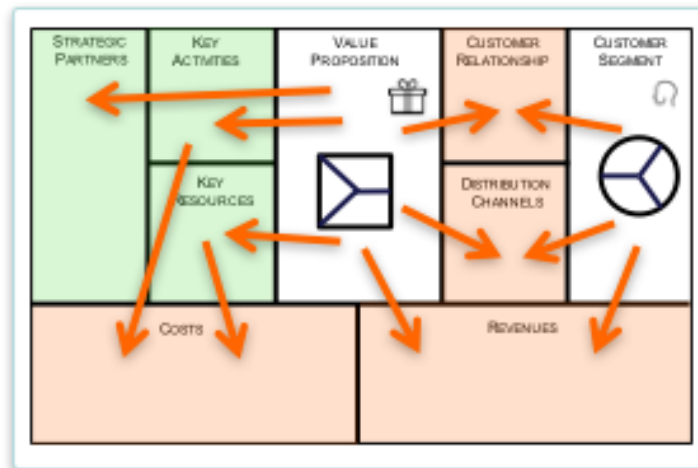 STRATEGIC
PARTNERS
KEY
ACTIVITIES
VALUE
PROPOSITION
CUSTOMER
RELATIONSHIP
CUSTOMER
SEGMENT
KEY
RESOURCES
DISTRIBUTION
CHANNELS
COSTS
REVENUES